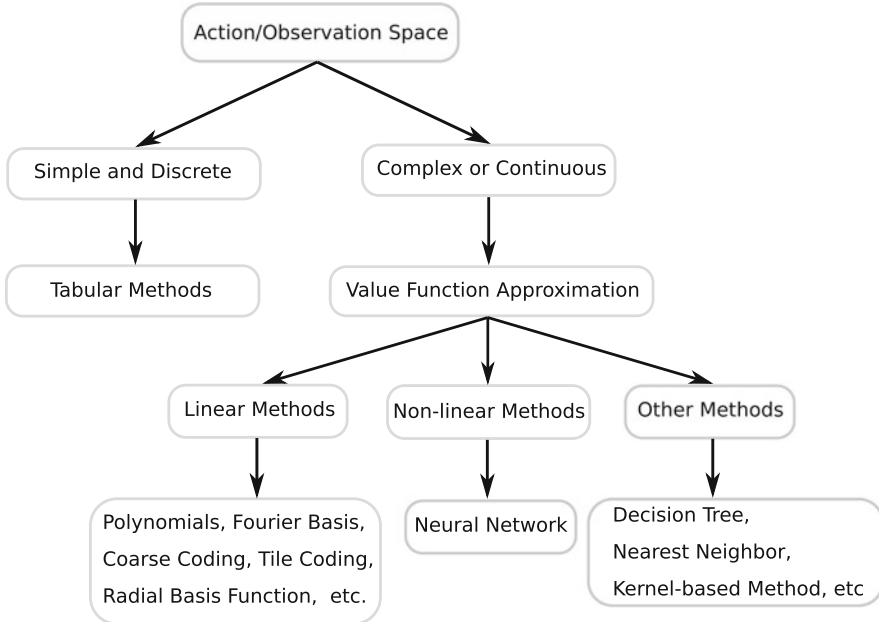 Action/Observation Space
Simple and Discrete
Complex or Continuous
Tabular Methods
Value Function Approximation
Linear Methods
Non-linear Methods
Other Methods
Polynomials, Fourier Basis,
Coarse Coding, Tile Coding,
Radial Basis Function, etc.
Neural Network
Decision Tree,
Nearest Neighbor,
Kernel-based Method, etc